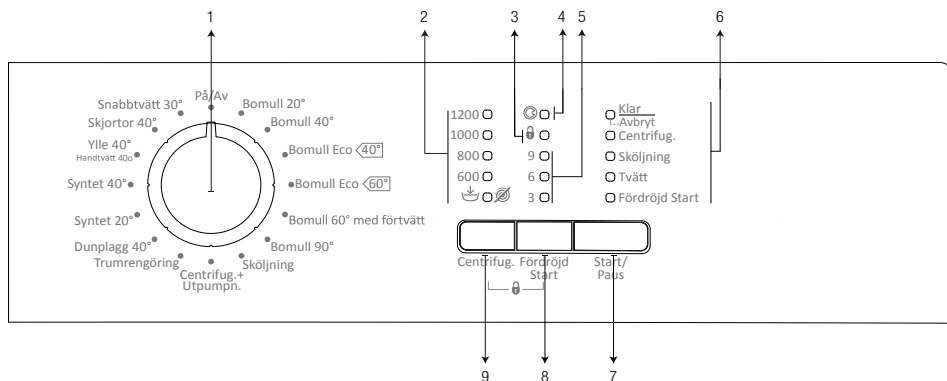 1
2
3
4
5
6
På/Av
Snabbtvätt 30°
Skjortor 40°
Ylle 40°
Handtvätt 40o
Syntet 40°
Syntet 20°
Dunplagg 40°
Trumrengöring
Centrifug.+
Utpumpn.
Bomull 20°
Bomull 40°
Bomull Eco 40°
Bomull Eco 60°
Bomull 60° med förtvätt
Bomull 90°
Sköljning
1200
1000
800
600
9
6
3
Klar
Avbryt
Centrifug.
Sköljning
Tvätt
Fördröjd Start
Centrifug.
Fördröjd
Start
Start/
Paus
9
8
7